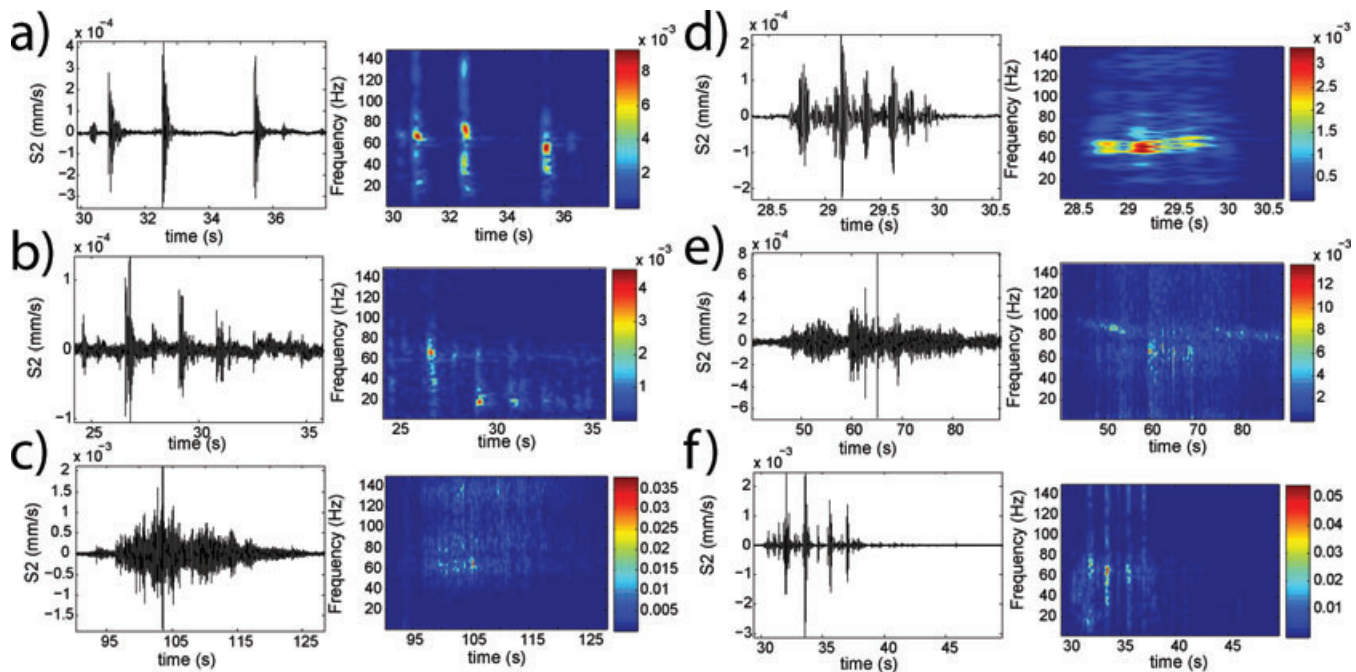 a)
x 10⁻⁴
S2 (mm/s)
4
3
2
1
0
−1
−2
−3
30 32 34 36
time (s)
Frequency (Hz)
140
120
100
80
60
40
20
30 32 34 36
time (s)
x 10⁻³
8
6
4
2
d)
x 10⁻⁴
S2 (mm/s)
2
1
0
−1
−2
28.5 29 29.5 30 30.5
time (s)
Frequency (Hz)
140
120
100
80
60
40
20
28.5 29 29.5 30 30.5
time (s)
x 10⁻³
3
2.5
2
1.5
1
0.5
0
b)
x 10⁻⁴
S2 (mm/s)
1
0
−1
25 30 35
time (s)
Frequency (Hz)
140
120
100
80
60
40
20
25 30 35
time (s)
x 10⁻³
4
3
2
1
e)
x 10⁻⁴
S2 (mm/s)
8
6
4
2
0
−2
−4
−6
50 60 70 80
time (s)
Frequency (Hz)
140
120
100
80
60
40
20
50 60 70 80
time (s)
x 10⁻³
12
10
8
6
4
2
c)
x 10⁻³
S2 (mm/s)
2
1.5
1
0.5
0
−0.5
−1
−1.5
95 105 115 125
time (s)
Frequency (Hz)
140
120
100
80
60
40
20
95 105 115 125
time (s)
0.035
0.03
0.025
0.02
0.015
0.01
0.005
f)
x 10⁻³
S2 (mm/s)
2
1
0
−1
−2
−3
30 35 40 45
time (s)
Frequency (Hz)
140
120
100
80
60
40
20
30 35 40 45
time (s)
0.05
0.04
0.03
0.02
0.01